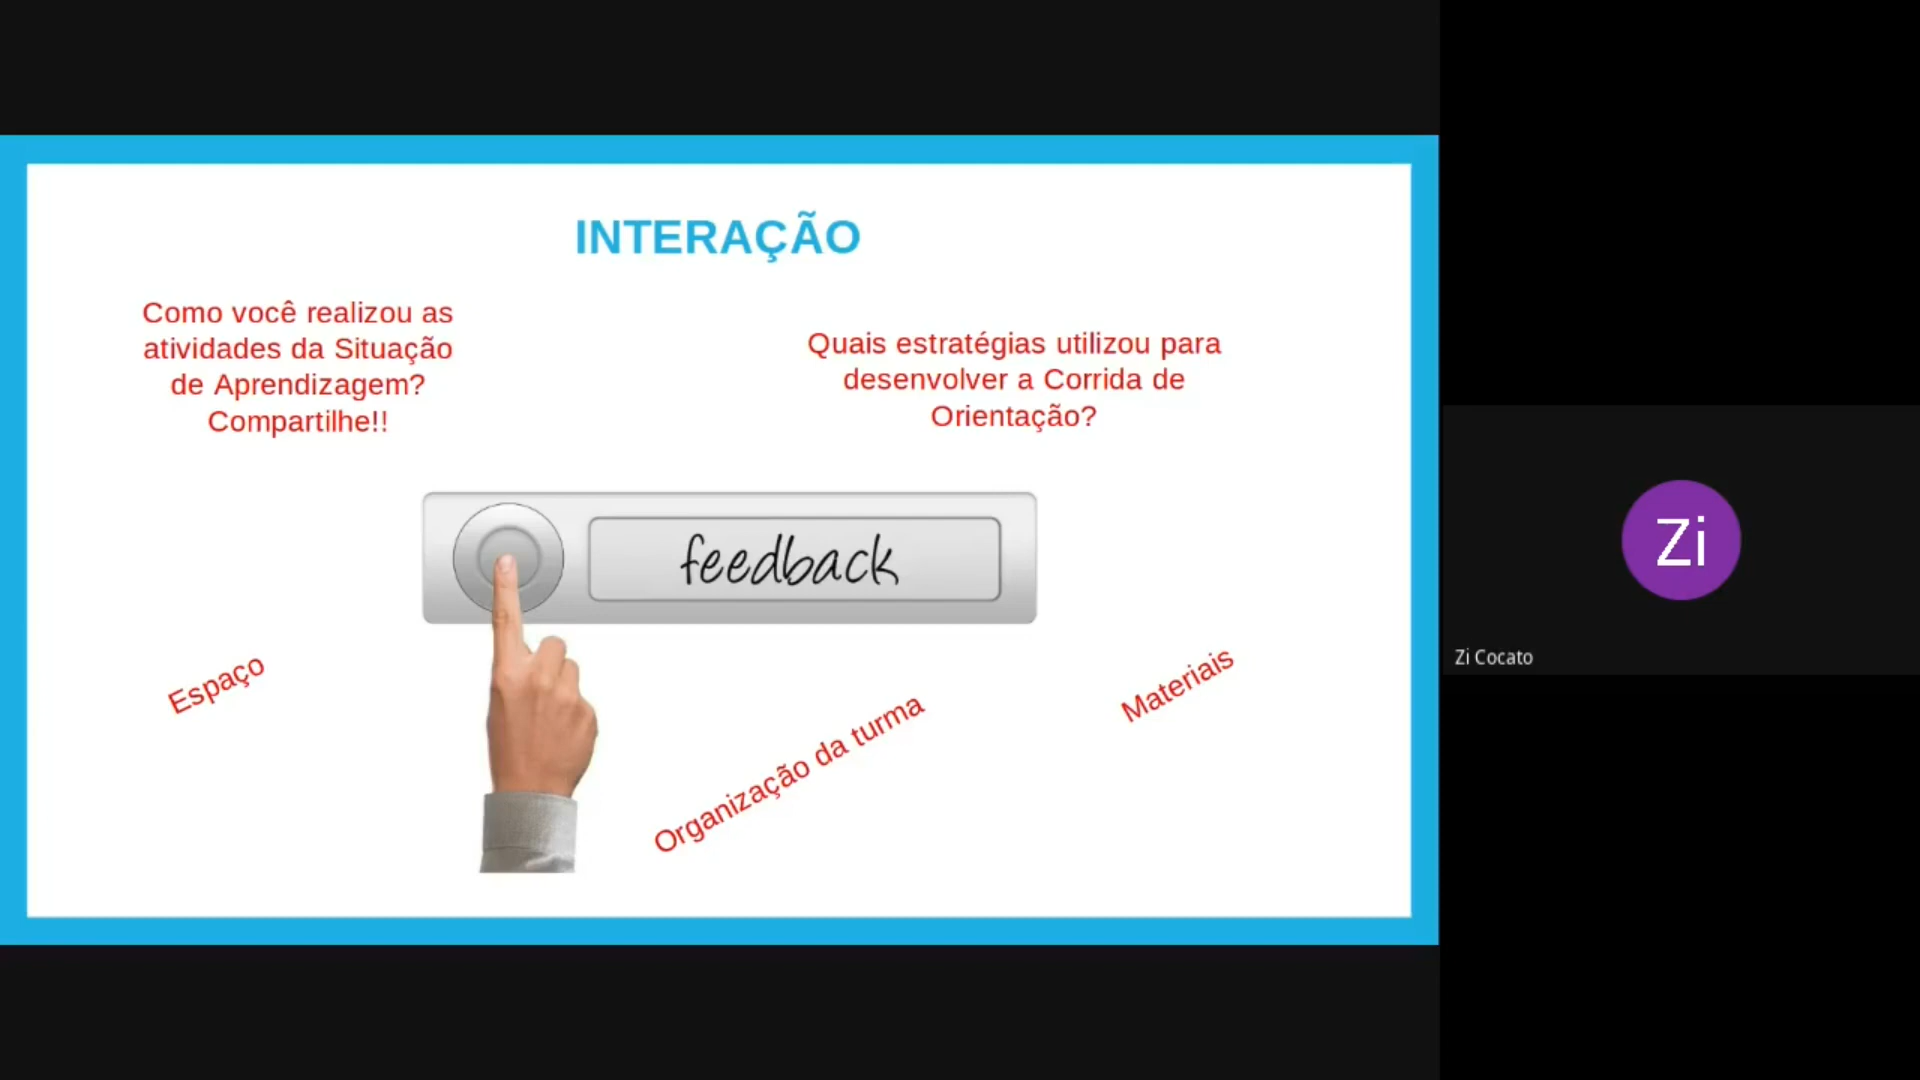 INTERAÇÃO
Como você realizou as
atividades da Situação
de Aprendizagem?
Compartilhe!!
Quais estratégias utilizou para
desenvolver a Corrida de
Orientação?
feedback
Espaço
Organização da turma
Materiais
Zi
Zi Cocato